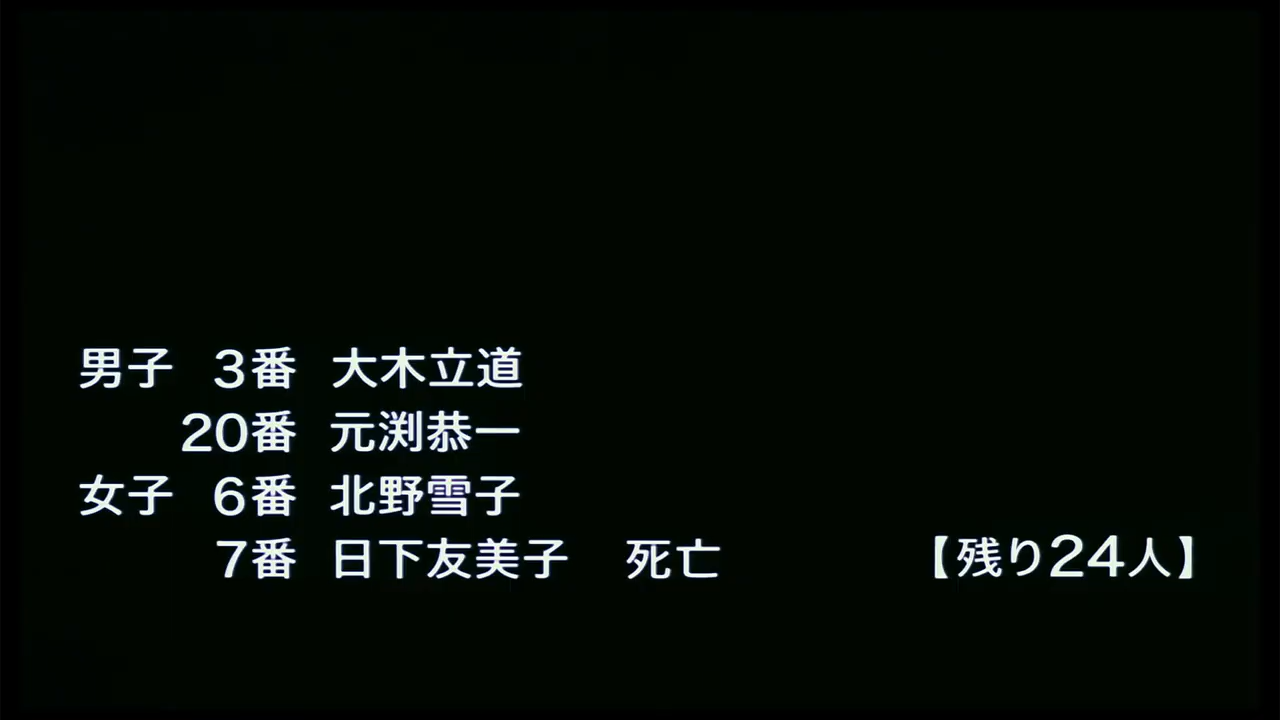 男子 3番 大木立道
20番 元渕恭一
女子 6番 北野雪子
7番 日下友美子 死亡 【残り24人】